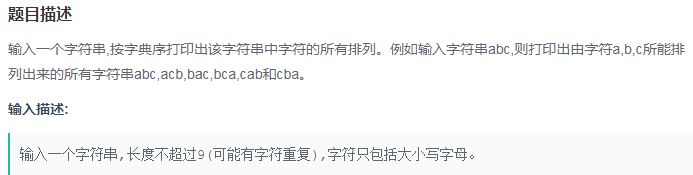 题目描述
输入一个字符串,按字典序打印出该字符串中字符的所有排列。例如输入字符串abc,则打印出由字符a,b,c所能排
列出来的所有字符串abc,acb,bac,bca,cab和cba。
输入描述:
输入一个字符串,长度不超过9(可能有字符重复),字符只包括大小写字母。